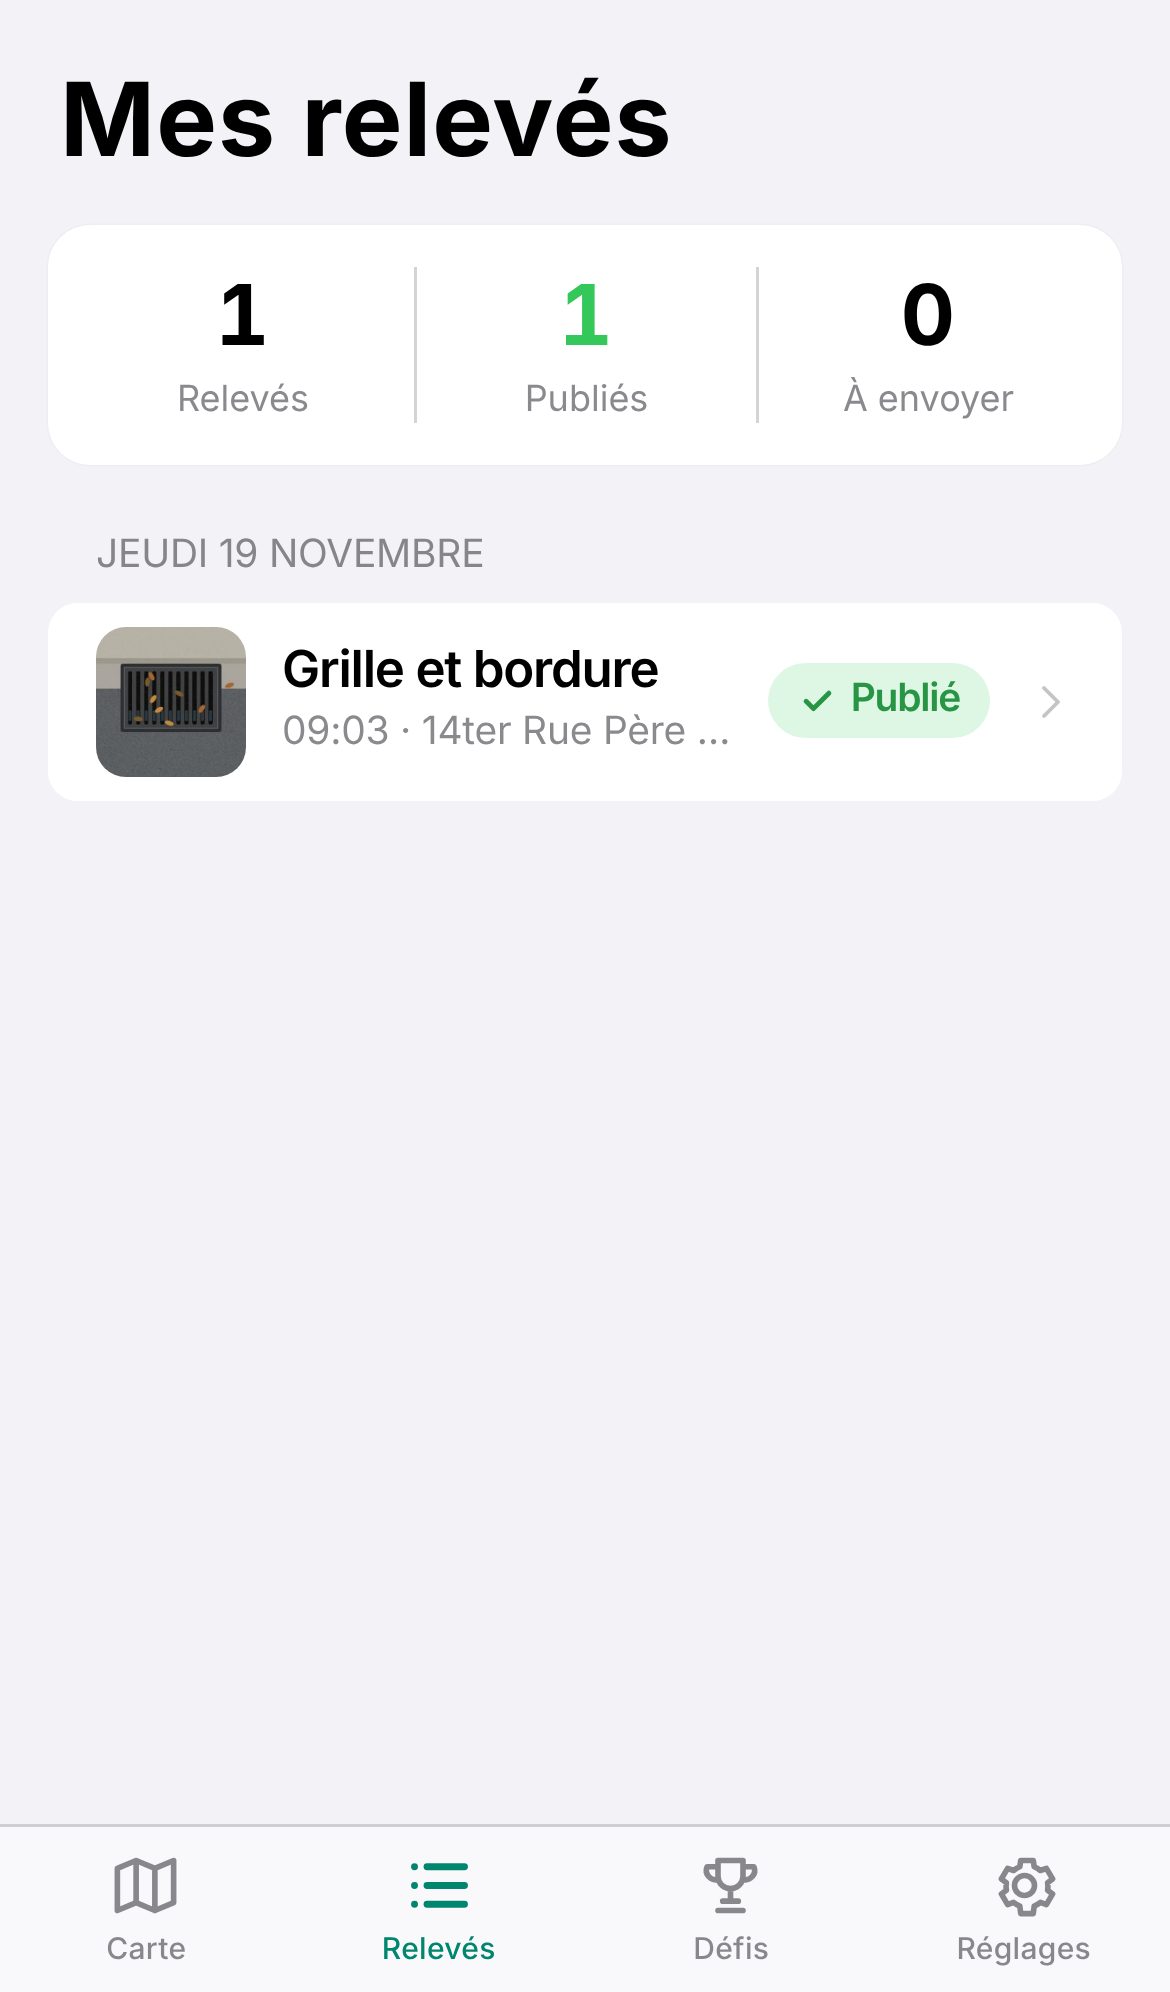 Mes relevés
1
Relevés
1
Publiés
0
À envoyer
JEUDI 19 NOVEMBRE
Grille et bordure
09:03 · 14ter Rue Père ...
Publié
Carte
Relevés
Défis
Réglages